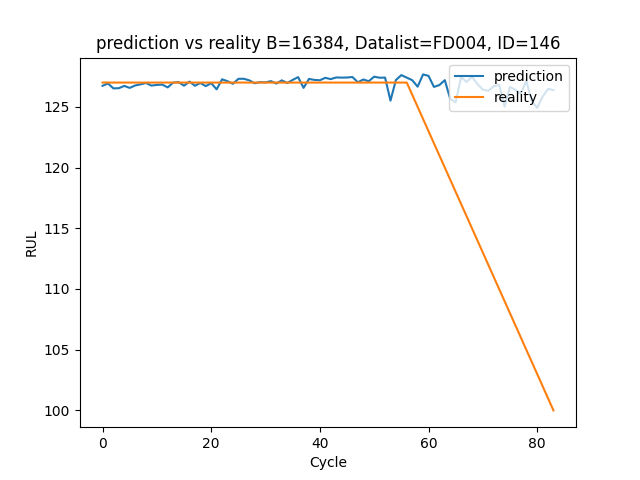 prediction vs reality B=16384, Datalist=FD004, ID=146
prediction
reality
125
120
115
110
105
100
RUL
0
20
40
60
80
Cycle